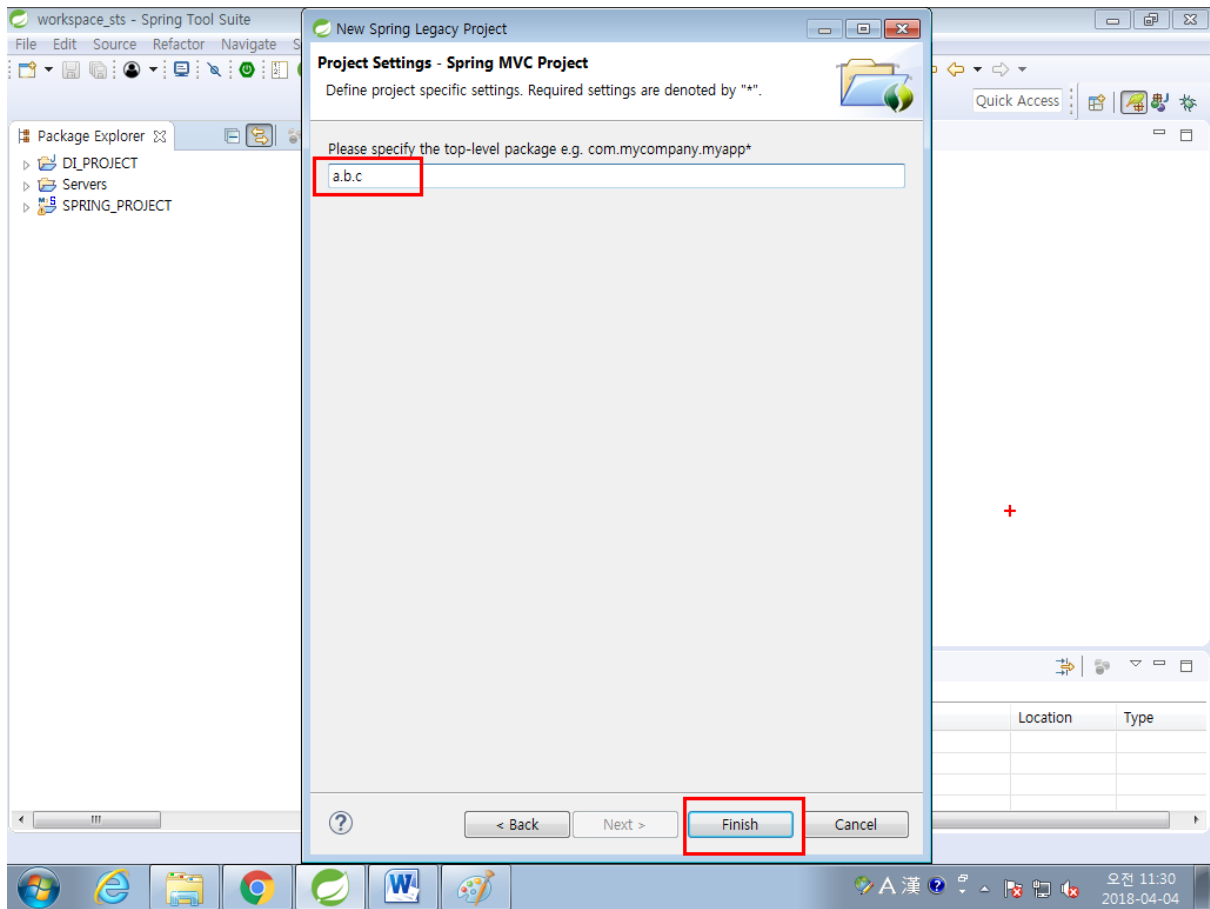 workspace_sts - Spring Tool Suite
File Edit Source Refactor Navigate S
New Spring Legacy Project
Project Settings - Spring MVC Project
Define project specific settings. Required settings are denoted by "*".
Quick Access
Package Explorer
DI_PROJECT
Servers
SPRING_PROJECT
Please specify the top-level package e.g. com.mycompany.myapp*
a.b.c
Location Type
< Back Next > Finish Cancel
A 漢
오전 11:30
2018-04-04